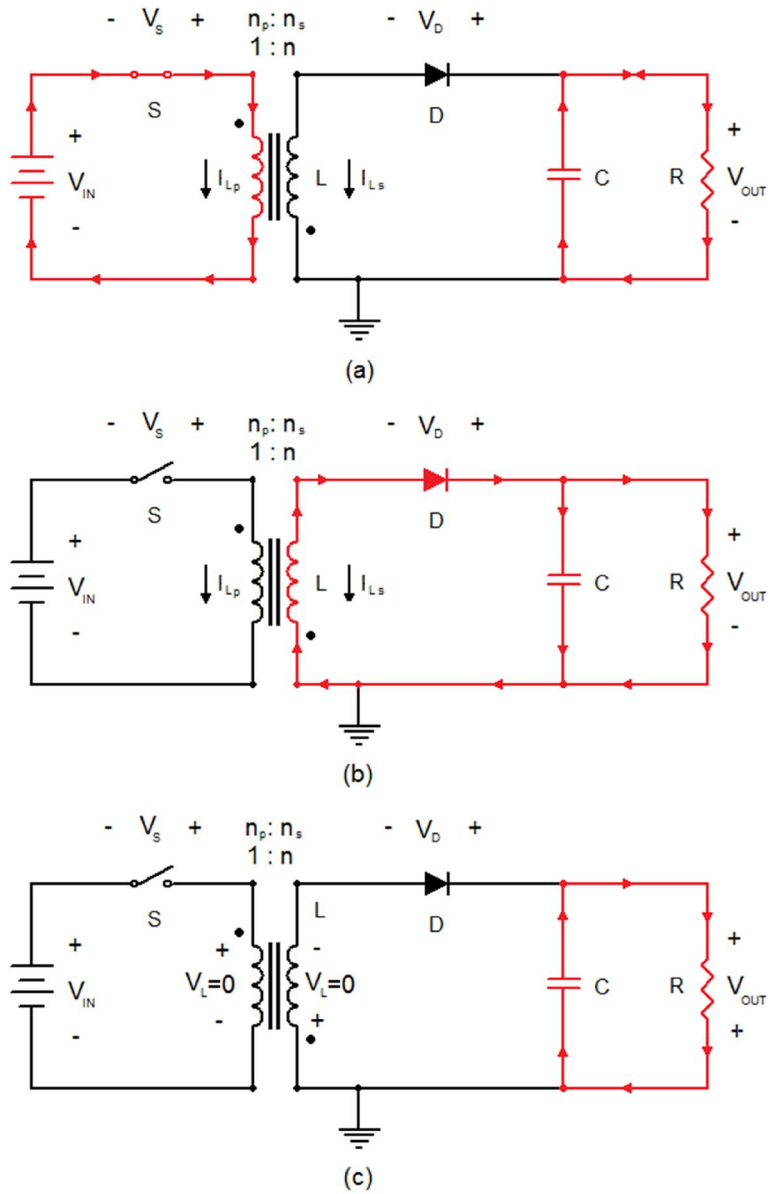 - V_S + n_p: n_s - V_D +
1 : n
S D
+ +
V_IN I_Lp L I_Ls C R V_OUT
- -
(a)
- V_S + n_p: n_s - V_D +
1 : n
S D
+ +
V_IN I_Lp L I_Ls C R V_OUT
- -
(b)
- V_S + n_p: n_s - V_D +
1 : n
S L D
+ + - +
V_IN V_L=0 V_L=0 C R V_OUT
- - + +
(c)